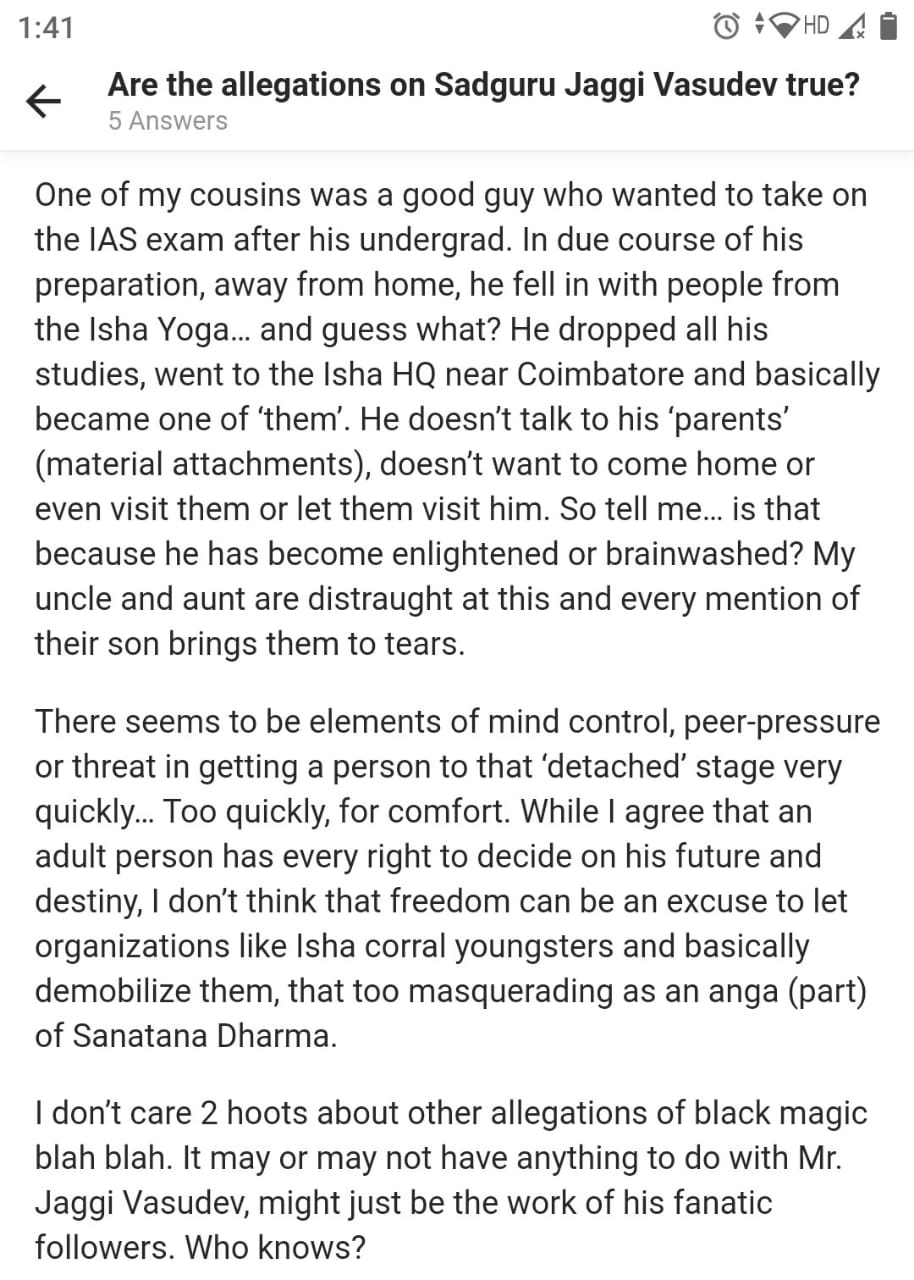 1:41
HD
Are the allegations on Sadguru Jaggi Vasudev true?
5 Answers
One of my cousins was a good guy who wanted to take on
the IAS exam after his undergrad. In due course of his
preparation, away from home, he fell in with people from
the Isha Yoga... and guess what? He dropped all his
studies, went to the Isha HQ near Coimbatore and basically
became one of ‘them’. He doesn’t talk to his ‘parents’
(material attachments), doesn’t want to come home or
even visit them or let them visit him. So tell me... is that
because he has become enlightened or brainwashed? My
uncle and aunt are distraught at this and every mention of
their son brings them to tears.
There seems to be elements of mind control, peer-pressure
or threat in getting a person to that ‘detached’ stage very
quickly... Too quickly, for comfort. While I agree that an
adult person has every right to decide on his future and
destiny, I don’t think that freedom can be an excuse to let
organizations like Isha corral youngsters and basically
demobilize them, that too masquerading as an anga (part)
of Sanatana Dharma.
I don’t care 2 hoots about other allegations of black magic
blah blah. It may or may not have anything to do with Mr.
Jaggi Vasudev, might just be the work of his fanatic
followers. Who knows?